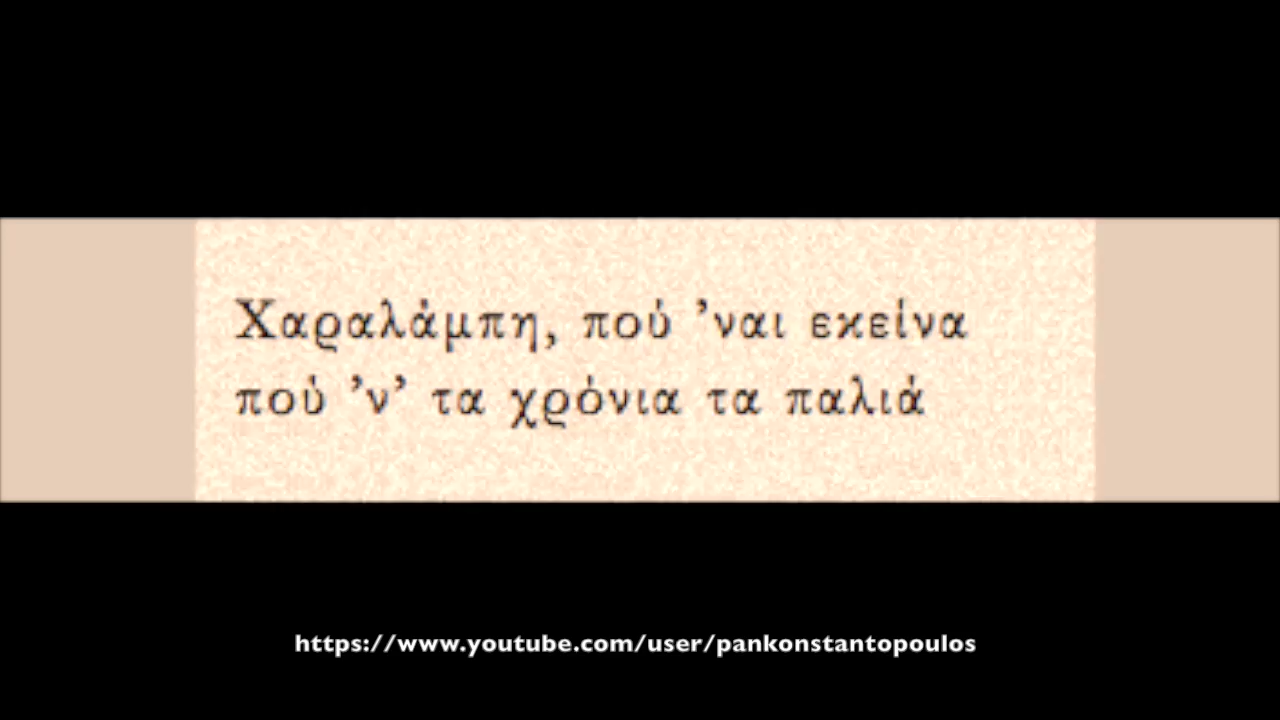 Χαραλάμπη, πού ’ναι εκείνα
πού ’ν’ τα χρόνια τα παλιά
https://www.youtube.com/user/pankonstantopoulos